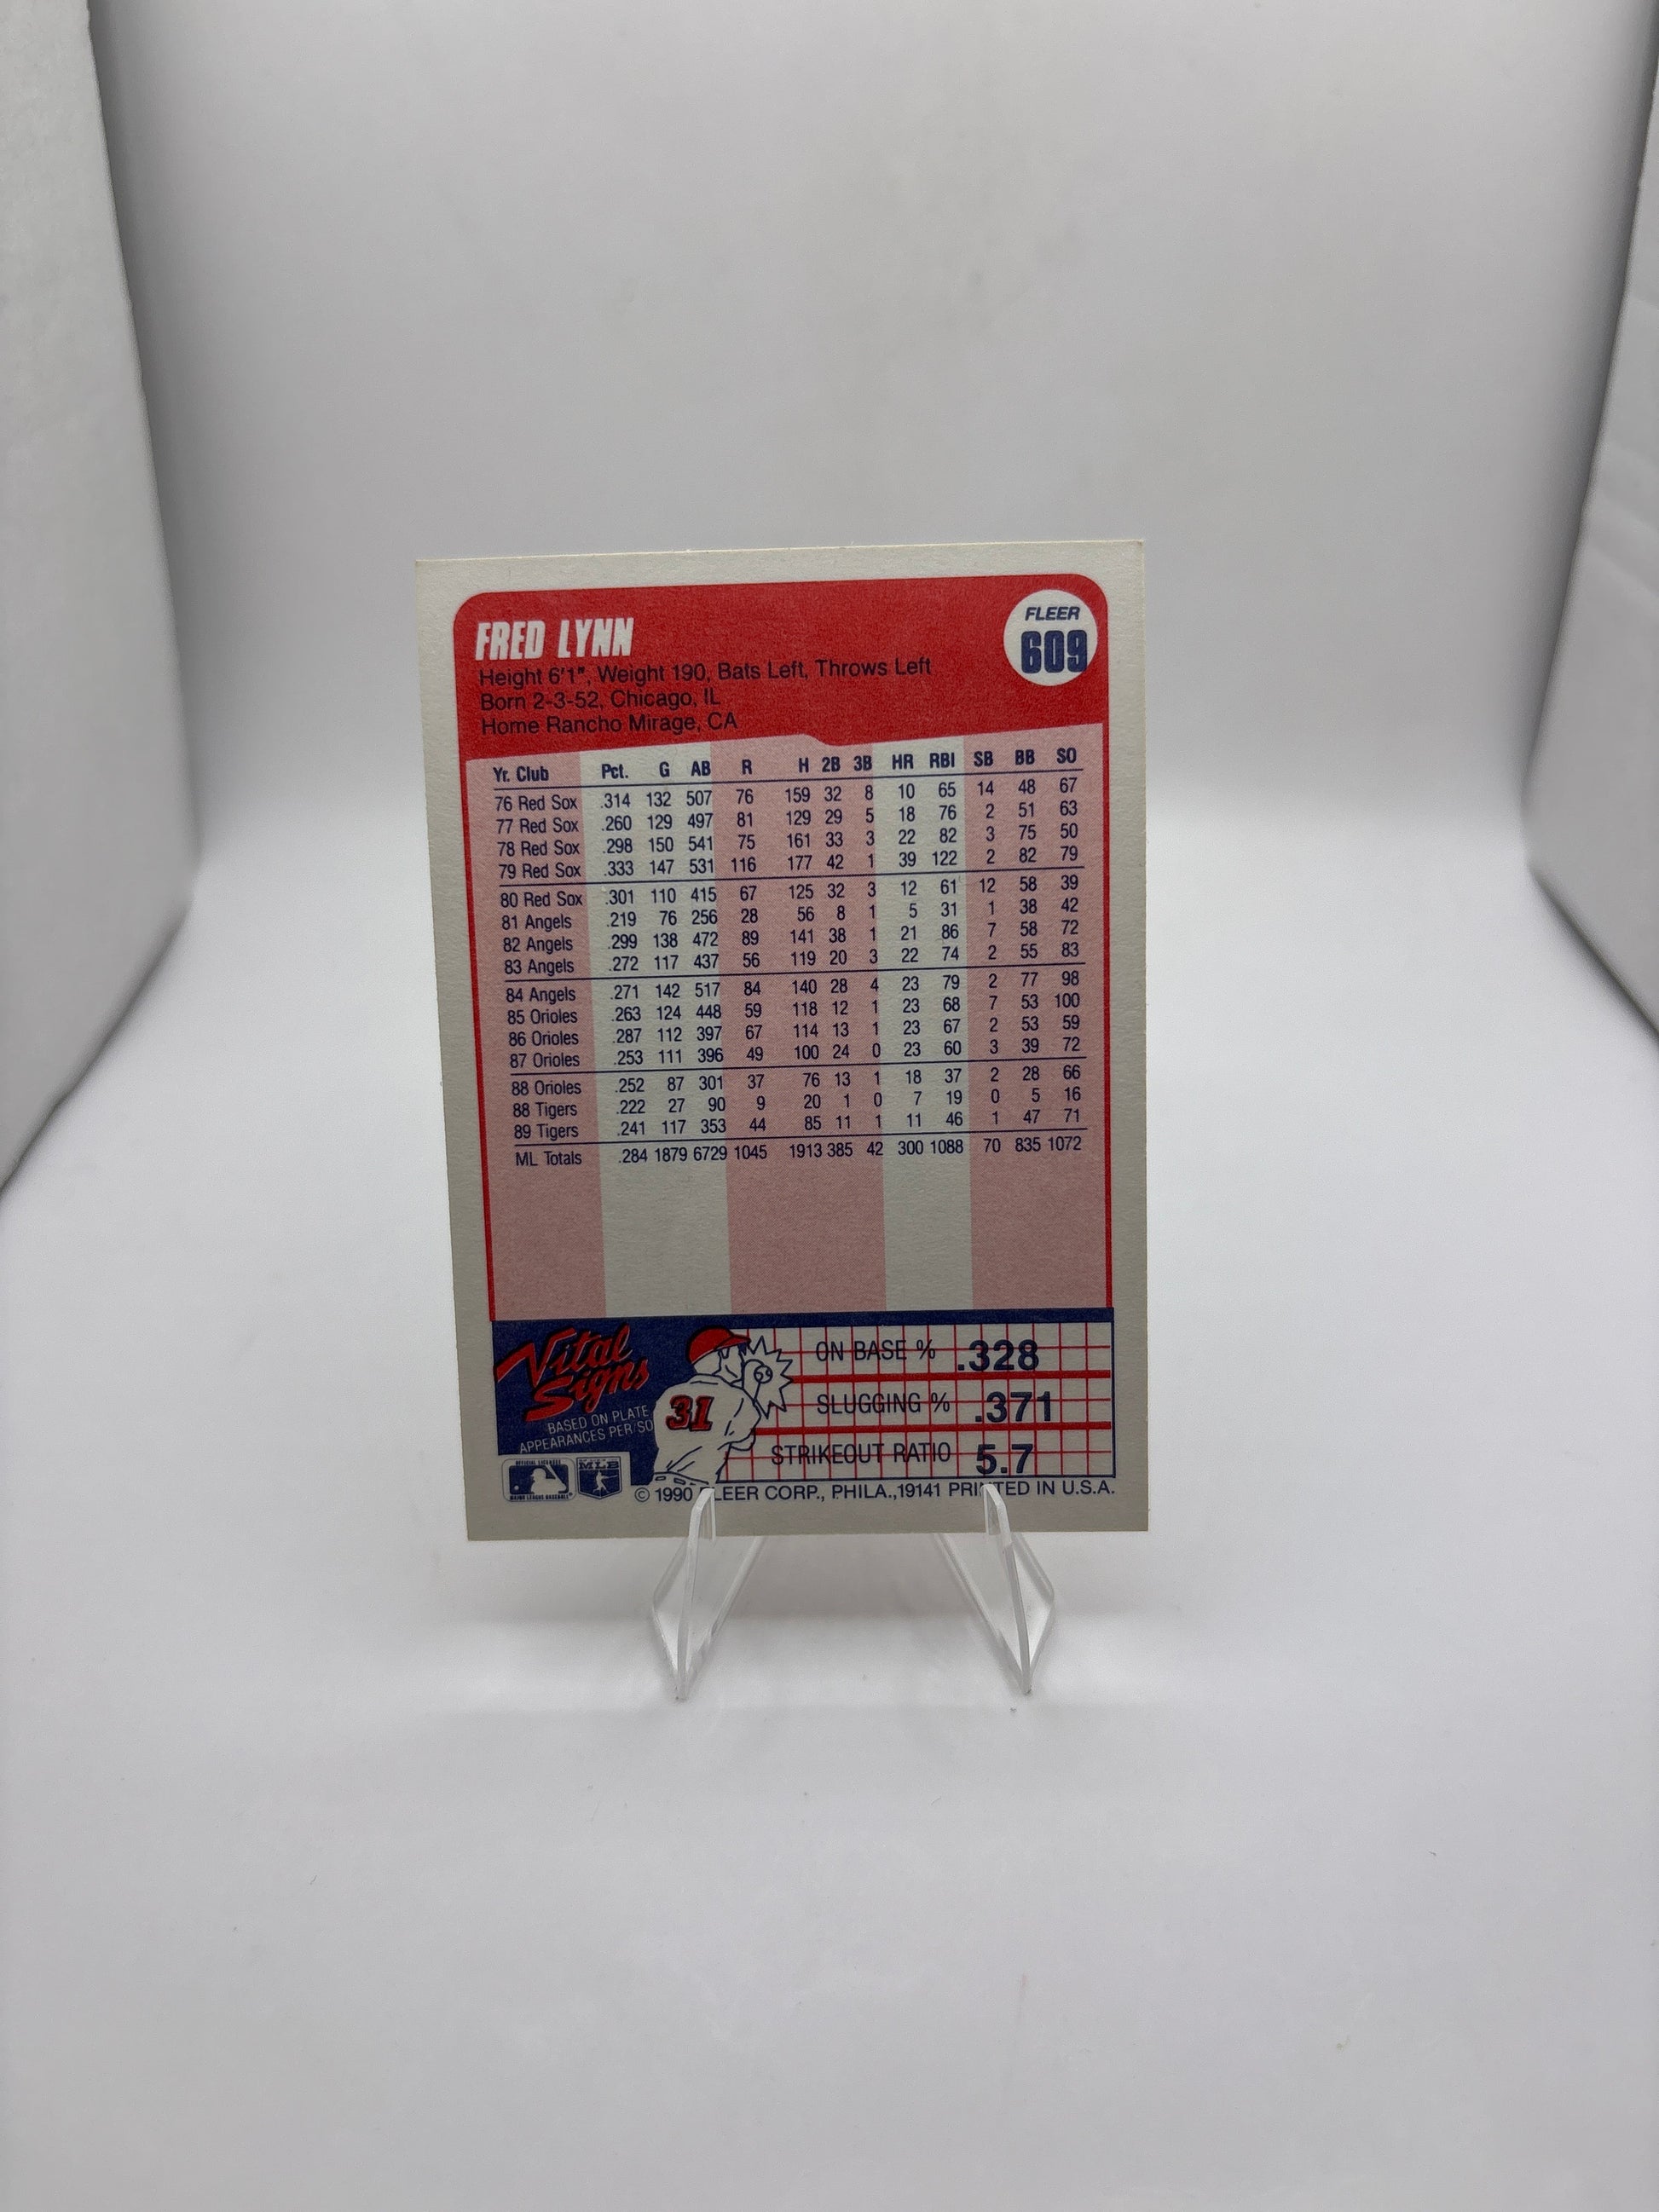 FRED LYNN
FLEER
609
Height 6'1", Weight 190, Bats Left, Throws Left
Born 2-3-52, Chicago, IL
Home Rancho Mirage, CA
Yr. Club Pct. G AB R H 2B 3B HR RBI SB BB SO
76 Red Sox .314 132 507 76 159 32 8 10 65 14 48 67
77 Red Sox .260 129 497 81 129 29 5 18 76 2 51 63
78 Red Sox .298 150 541 75 161 33 3 22 82 3 75 50
79 Red Sox .333 147 531 116 177 42 1 39 122 2 82 79
80 Red Sox .301 110 415 67 125 32 3 12 61 12 58 39
81 Angels .219 76 256 28 56 8 1 5 31 1 38 42
82 Angels .299 138 472 89 141 38 1 21 86 7 58 72
83 Angels .272 117 437 56 119 20 3 22 74 2 55 83
84 Angels .271 142 517 84 140 28 4 23 79 2 77 98
85 Orioles .263 124 448 59 118 12 1 23 68 7 53 100
86 Orioles .287 112 397 67 114 13 1 23 67 2 53 59
87 Orioles .253 111 396 49 100 24 0 23 60 3 39 72
88 Orioles .252 87 301 37 76 13 1 18 37 2 28 66
88 Tigers .222 27 90 9 20 1 0 7 19 0 5 16
89 Tigers .241 117 353 44 85 11 1 11 46 1 47 71
ML Totals .284 1879 6729 1045 1913 385 42 300 1088 70 835 1072
Vital Signs
BASED ON PLATE
APPEARANCES PER/SO
31
ON BASE % .328
SLUGGING % .371
STRIKEOUT RATIO 5.7
MLB
© 1990 FLEER CORP., PHILA.,19141 PRINTED IN U.S.A.